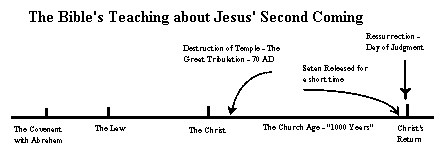 The Bible's Teaching about Jesus' Second Coming
Ressurrection -
Day of Judgment
Destruction of Temple - The
Great Tribulation - 70 AD
Satan Released for
a short time
The Covenant
with Abraham
The Law
The Christ
The Church Age - "1000 Years"
Christ's
Return